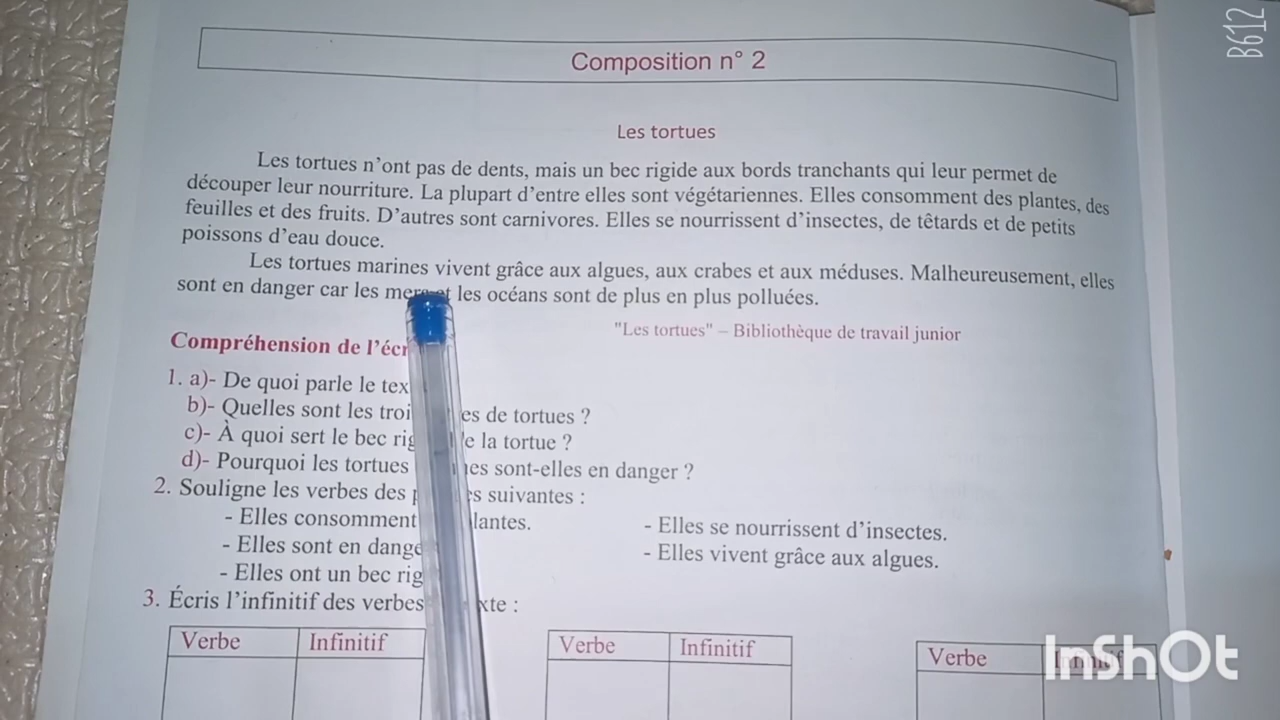 B612
Composition n° 2
Les tortues
Les tortues n'ont pas de dents, mais un bec rigide aux bords tranchants qui leur permet de
découper leur nourriture. La plupart d'entre elles sont végétariennes. Elles consomment des plantes, des
feuilles et des fruits. D'autres sont carnivores. Elles se nourrissent d'insectes, de têtards et de petits
poissons d'eau douce.
Les tortues marines vivent grâce aux algues, aux crabes et aux méduses. Malheureusement, elles
sont en danger car les mers et les océans sont de plus en plus polluées.
"Les tortues" – Bibliothèque de travail junior
Compréhension de l'écr
1. a)- De quoi parle le tex
b)- Quelles sont les troi es de tortues ?
c)- À quoi sert le bec rig e la tortue ?
d)- Pourquoi les tortues nes sont-elles en danger ?
2. Souligne les verbes des p s suivantes :
- Elles consomment lantes.
- Elles se nourrissent d'insectes.
- Elles sont en dange
- Elles vivent grâce aux algues.
- Elles ont un bec rig
3. Écris l'infinitif des verbes xte :
Verbe Infinitif Verbe Infinitif Verbe
InShOt